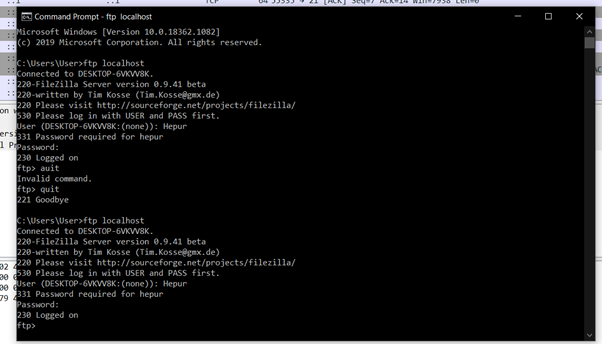 TCP 64 55335 → 21 [ACK] Seq=7 Ack=14 Win=7938 Len=0
Command Prompt - ftp localhost
Microsoft Windows [Version 10.0.18362.1082]
(c) 2019 Microsoft Corporation. All rights reserved.
C:\Users\User>ftp localhost
Connected to DESKTOP-6VKVV8K.
220-FileZilla Server version 0.9.41 beta
220-written by Tim Kosse (Tim.Kosse@gmx.de)
220 Please visit http://sourceforge.net/projects/filezilla/
530 Please log in with USER and PASS first.
User (DESKTOP-6VKVV8K:(none)): Hepur
331 Password required for hepur
Password:
230 Logged on
ftp> auit
Invalid command.
ftp> quit
221 Goodbye
C:\Users\User>ftp localhost
Connected to DESKTOP-6VKVV8K.
220-FileZilla Server version 0.9.41 beta
220-written by Tim Kosse (Tim.Kosse@gmx.de)
220 Please visit http://sourceforge.net/projects/filezilla/
530 Please log in with USER and PASS first.
User (DESKTOP-6VKVV8K:(none)): Hepur
331 Password required for hepur
Password:
230 Logged on
ftp>